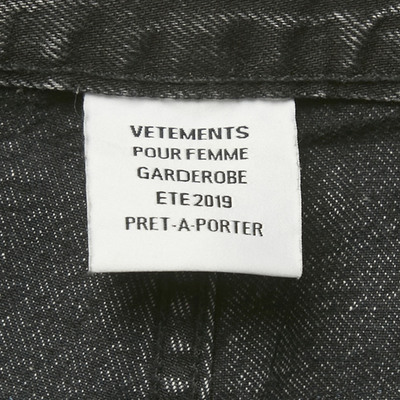 VETEMENTS
POUR FEMME
GARDEROBE
ETE 2019
PRET-A-PORTER